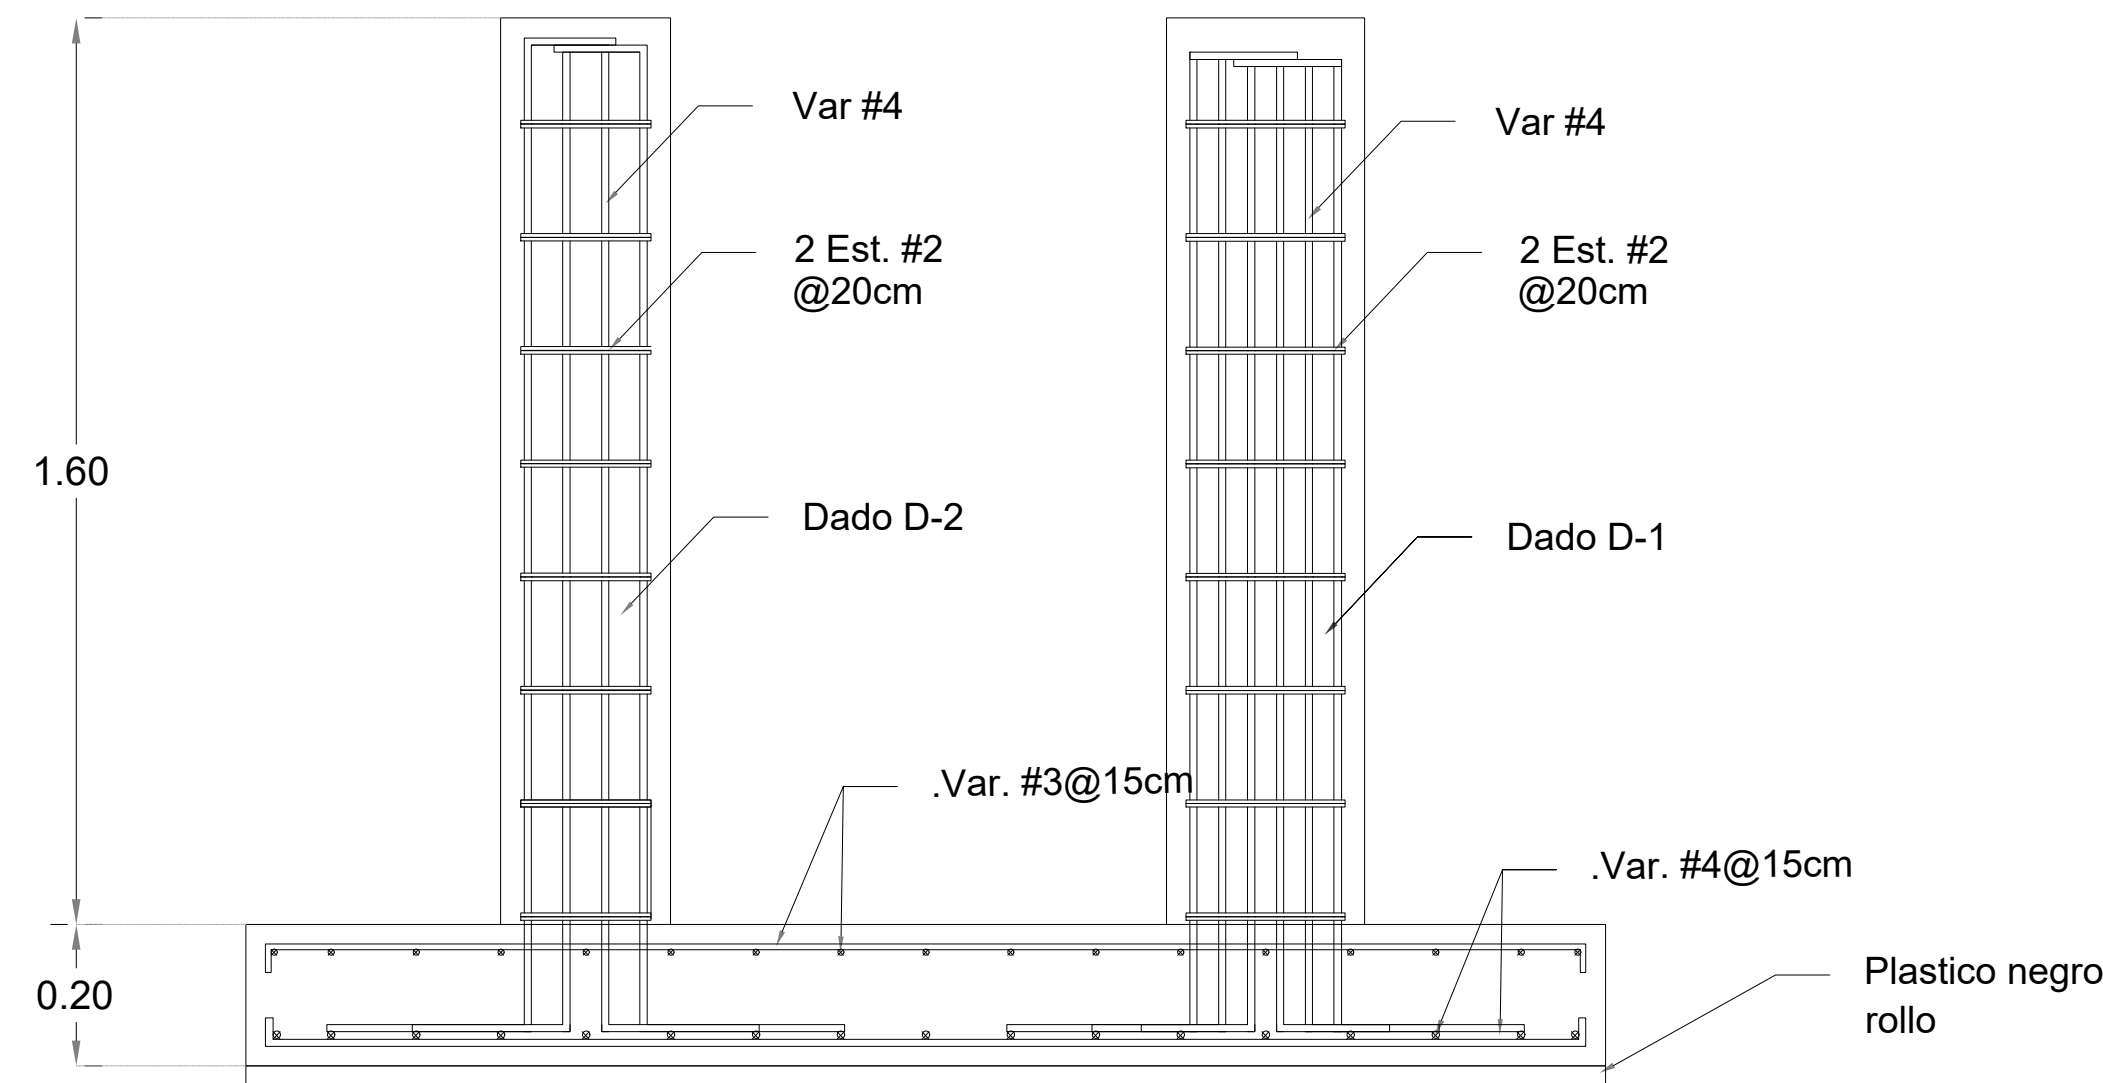 Var #4
Var #4
2 Est. #2
@20cm
2 Est. #2
@20cm
1.60
Dado D-2
Dado D-1
.Var. #3@15cm
.Var. #4@15cm
0.20
Plastico negro
rollo